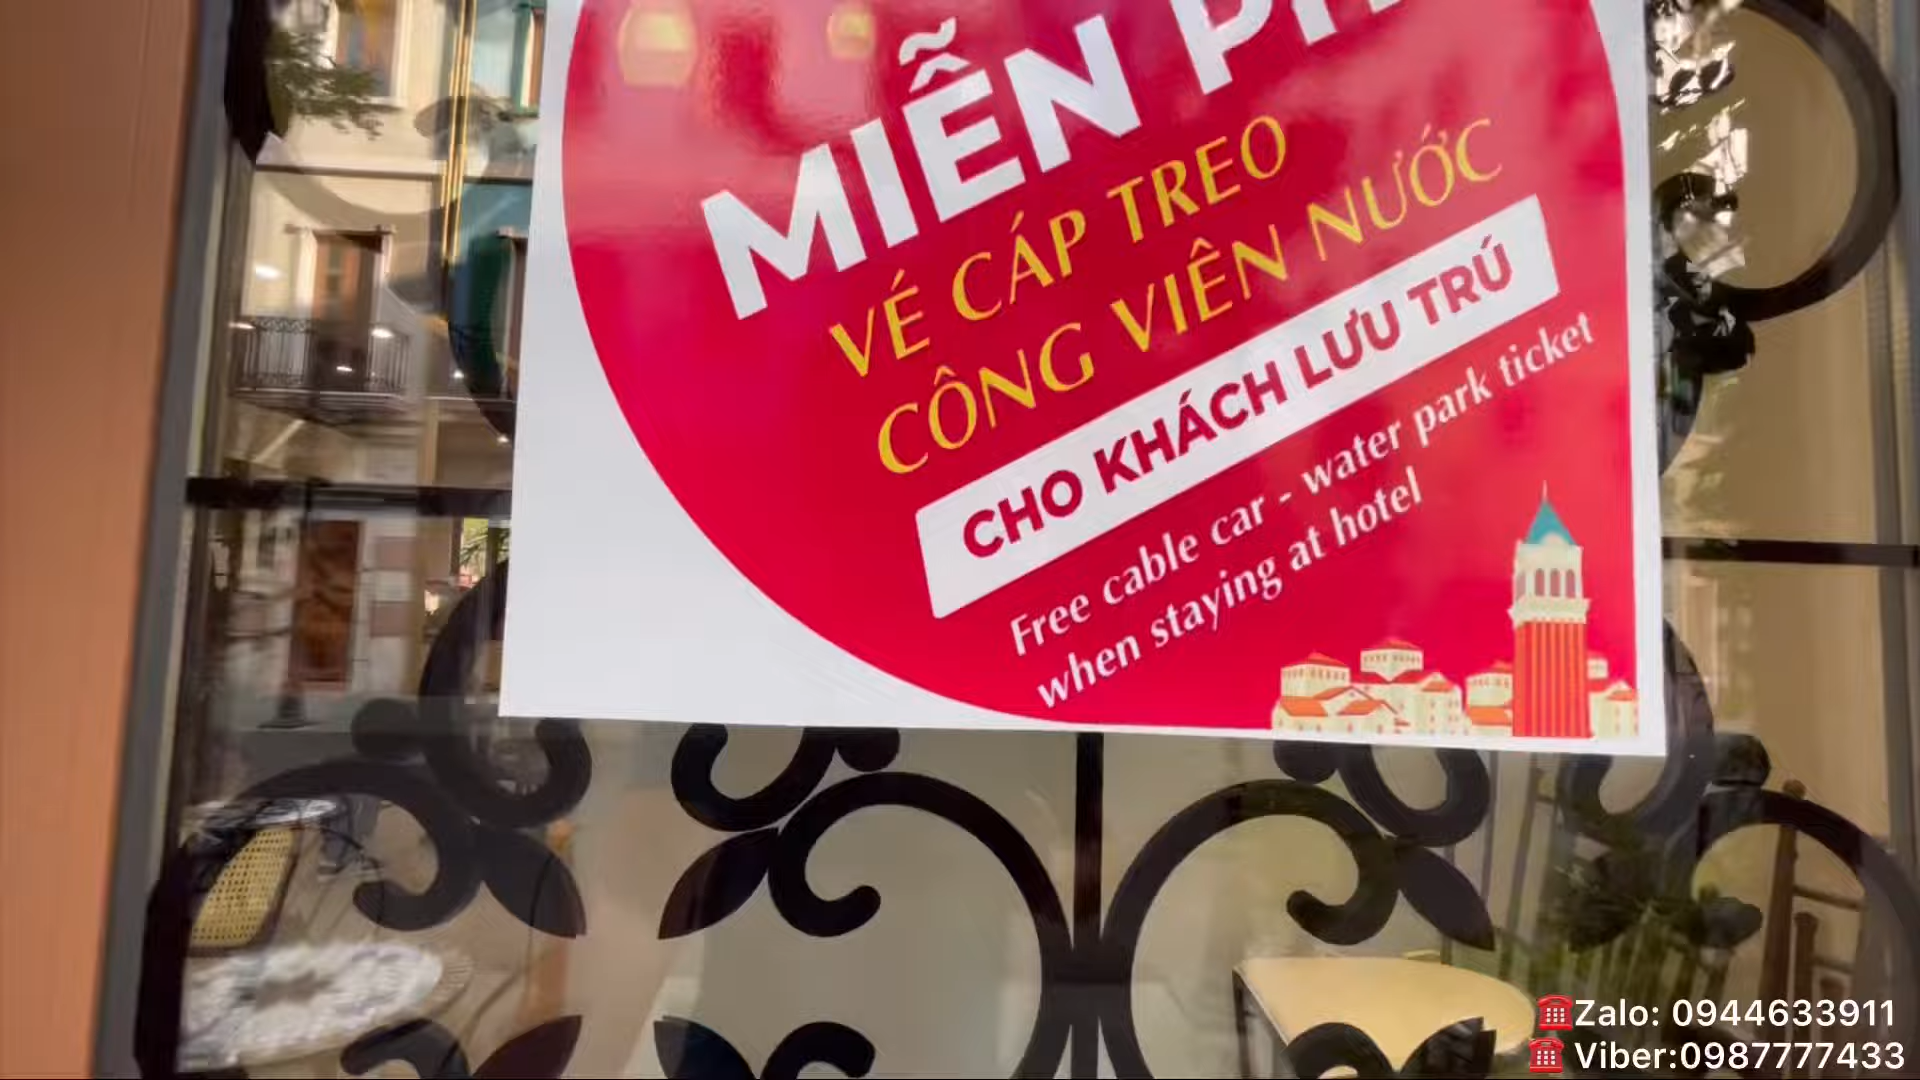 MIỄN PH
VÉ CÁP TREO
CÔNG VIÊN NƯỚC
CHO KHÁCH LƯU TRÚ
Free cable car - water park ticket
when staying at hotel
☎Zalo: 0944633911
☎Viber:0987777433